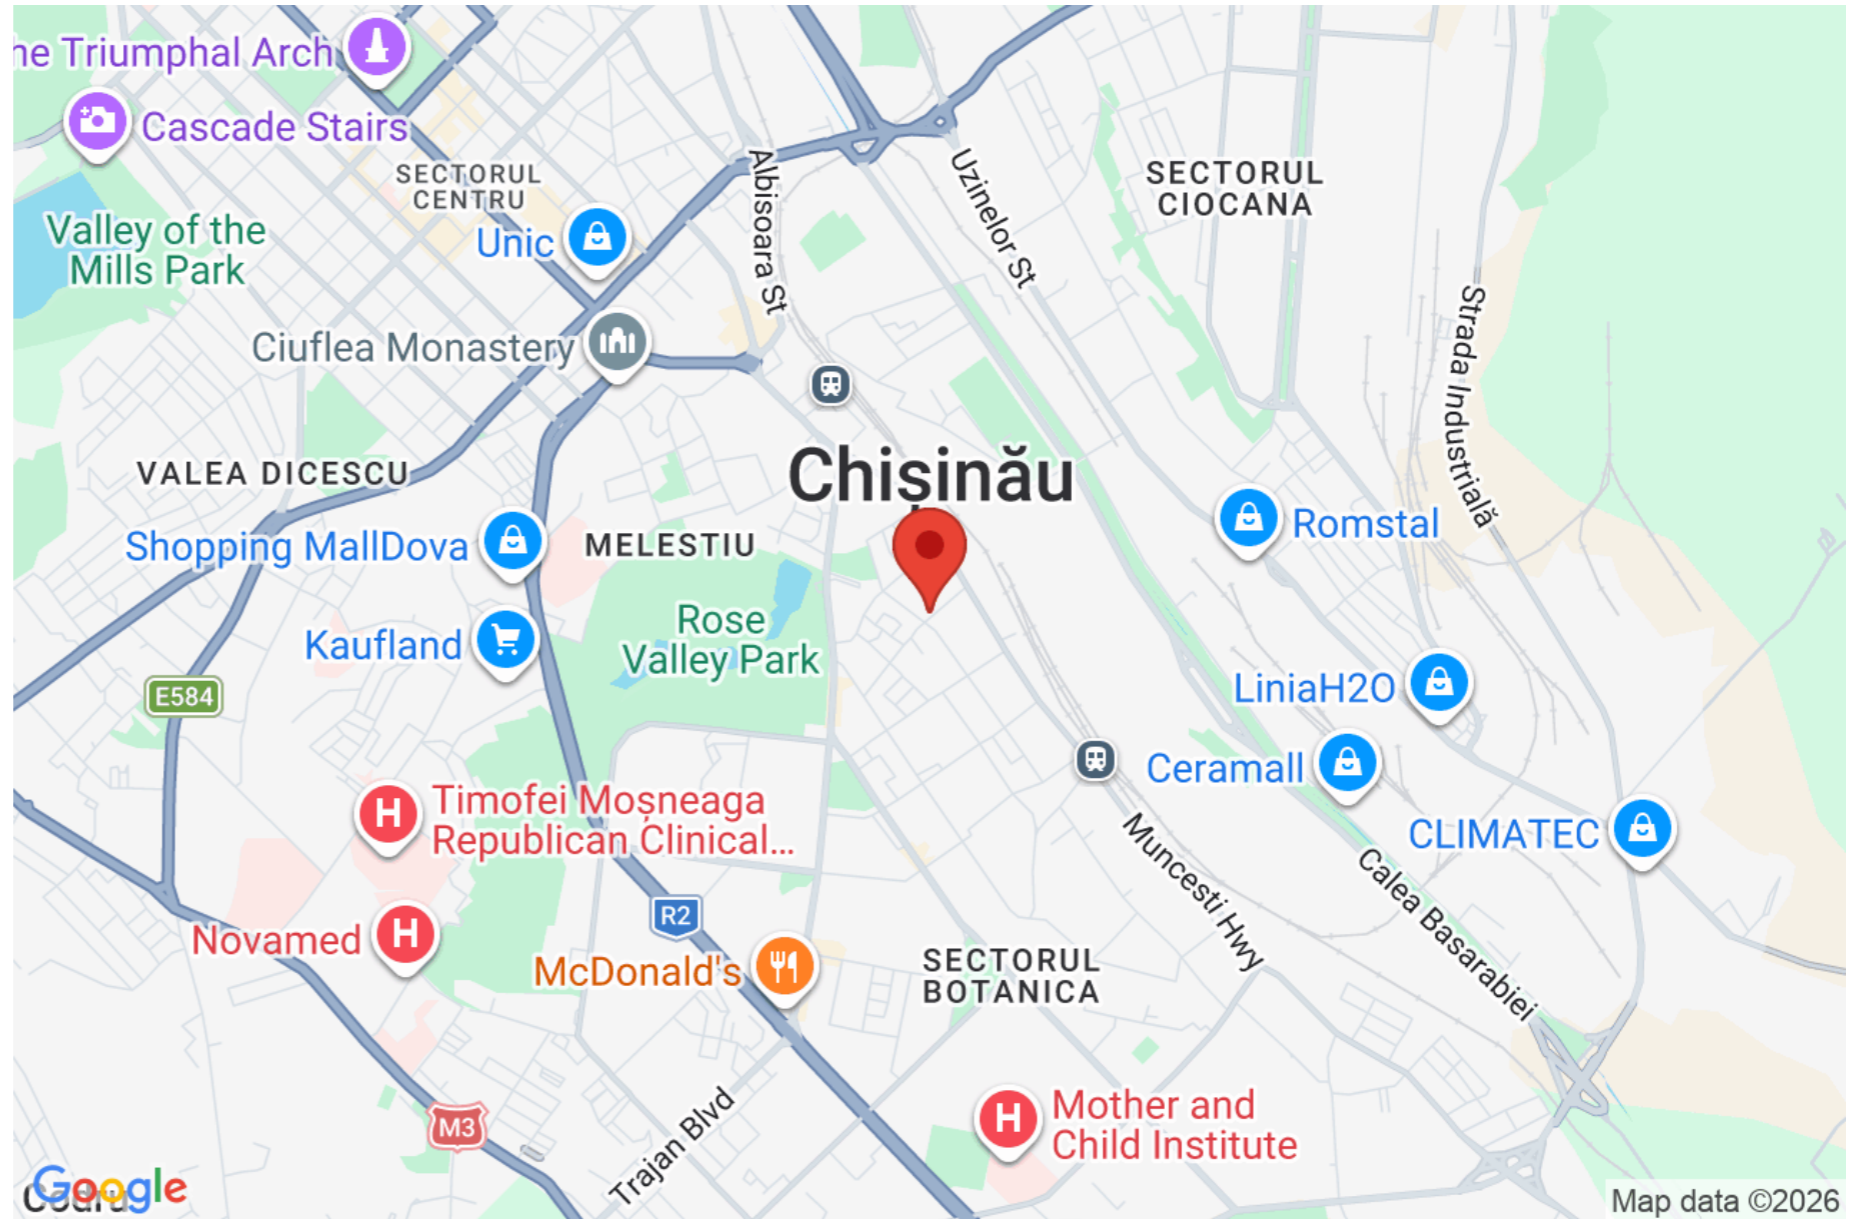 he Triumphal Arch
Cascade Stairs
SECTORUL
CENTRU
Valley of the
Mills Park
Unic
Albisoara St
Uzinelor St
SECTORUL
CIOCANA
Ciuflea Monastery
Strada Industrială
VALEA DICESCU
Chișinău
Shopping MallDova
MELESTIU
Romstal
Kaufland
Rose
Valley Park
E584
LiniaH2O
Ceramall
Timofei Moșneaga
Republican Clinical...
CLIMATEC
Muncesti Hwy
Calea Basarabiei
R2
Novamed
McDonald's
SECTORUL
BOTANICA
M3
Trajan Blvd
Mother and
Child Institute
Codru
Google
Map data ©2026